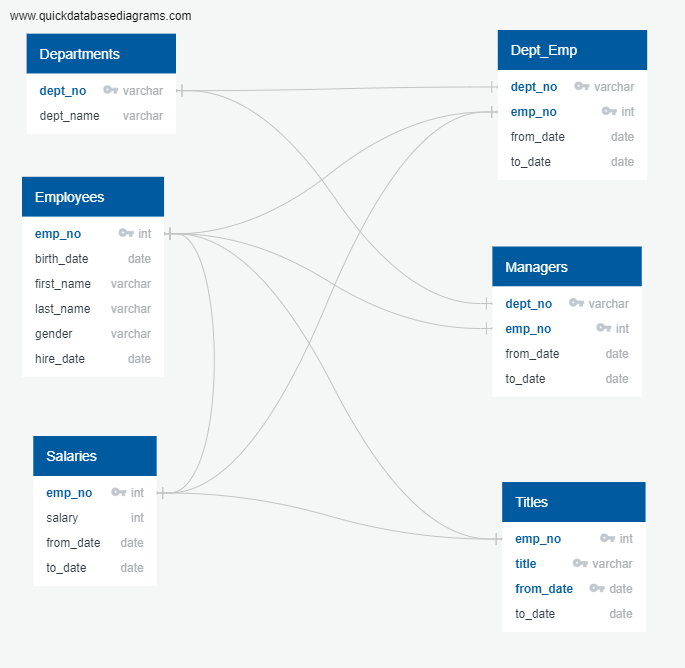 www.quickdatabasediagrams.com
Departments
dept_no varchar
dept_name varchar
Employees
emp_no int
birth_date date
first_name varchar
last_name varchar
gender varchar
hire_date date
Salaries
emp_no int
salary int
from_date date
to_date date
Dept_Emp
dept_no varchar
emp_no int
from_date date
to_date date
Managers
dept_no varchar
emp_no int
from_date date
to_date date
Titles
emp_no int
title varchar
from_date date
to_date date